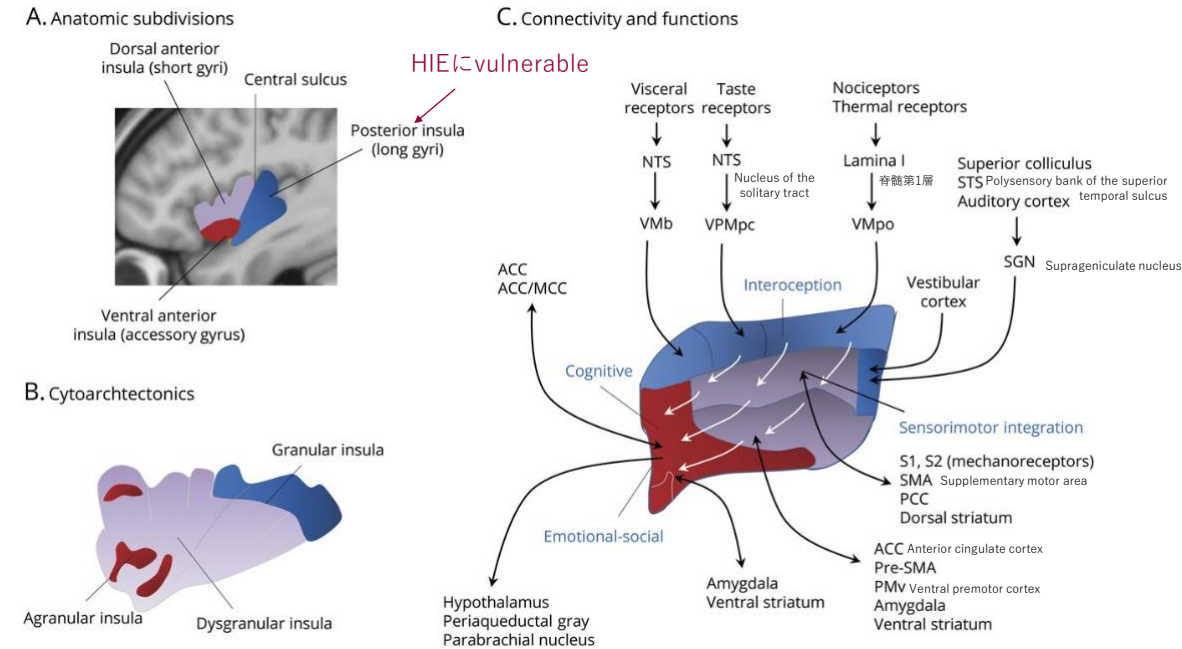 A. Anatomic subdivisions
Dorsal anterior
insula (short gyri)
Central sulcus
HIEにvulnerable
Posterior insula
(long gyri)
Ventral anterior
insula (accessory gyrus)
B. Cytoarchtectonics
Granular insula
Agranular insula
Dysgranular insula
C. Connectivity and functions
Visceral
receptors
Taste
receptors
Nociceptors
Thermal receptors
NTS
NTS
Nucleus of the
solitary tract
Lamina I
脊髄第1層
Superior colliculus
STS Polysensory bank of the superior
temporal sulcus
Auditory cortex
VMb
VPMpc
VMpo
SGN Suprageniculate nucleus
ACC
ACC/MCC
Interoception
Vestibular
cortex
Cognitive
Sensorimotor integration
S1, S2 (mechanoreceptors)
SMA Supplementary motor area
PCC
Dorsal striatum
Emotional-social
ACC Anterior cingulate cortex
Pre-SMA
PMv Ventral premotor cortex
Amygdala
Ventral striatum
Amygdala
Ventral striatum
Hypothalamus
Periaqueductal gray
Parabrachial nucleus